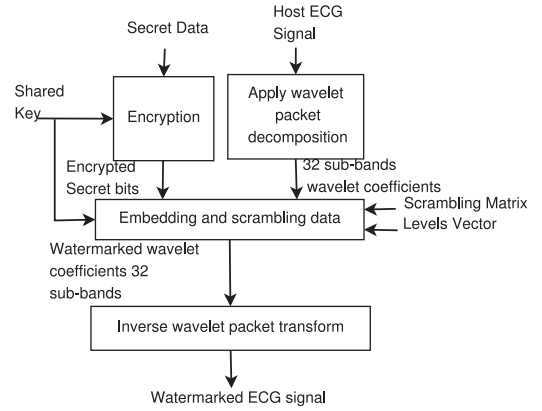 Secret Data
Host ECG
Signal
Shared
Key
Encryption
Apply wavelet
packet
decomposition
Encrypted
Secret bits
32 sub-bands
wavelet coefficients
Embedding and scrambling data
Scrambling Matrix
Levels Vector
Watermarked wavelet
coefficients 32
sub-bands
Inverse wavelet packet transform
Watermarked ECG signal